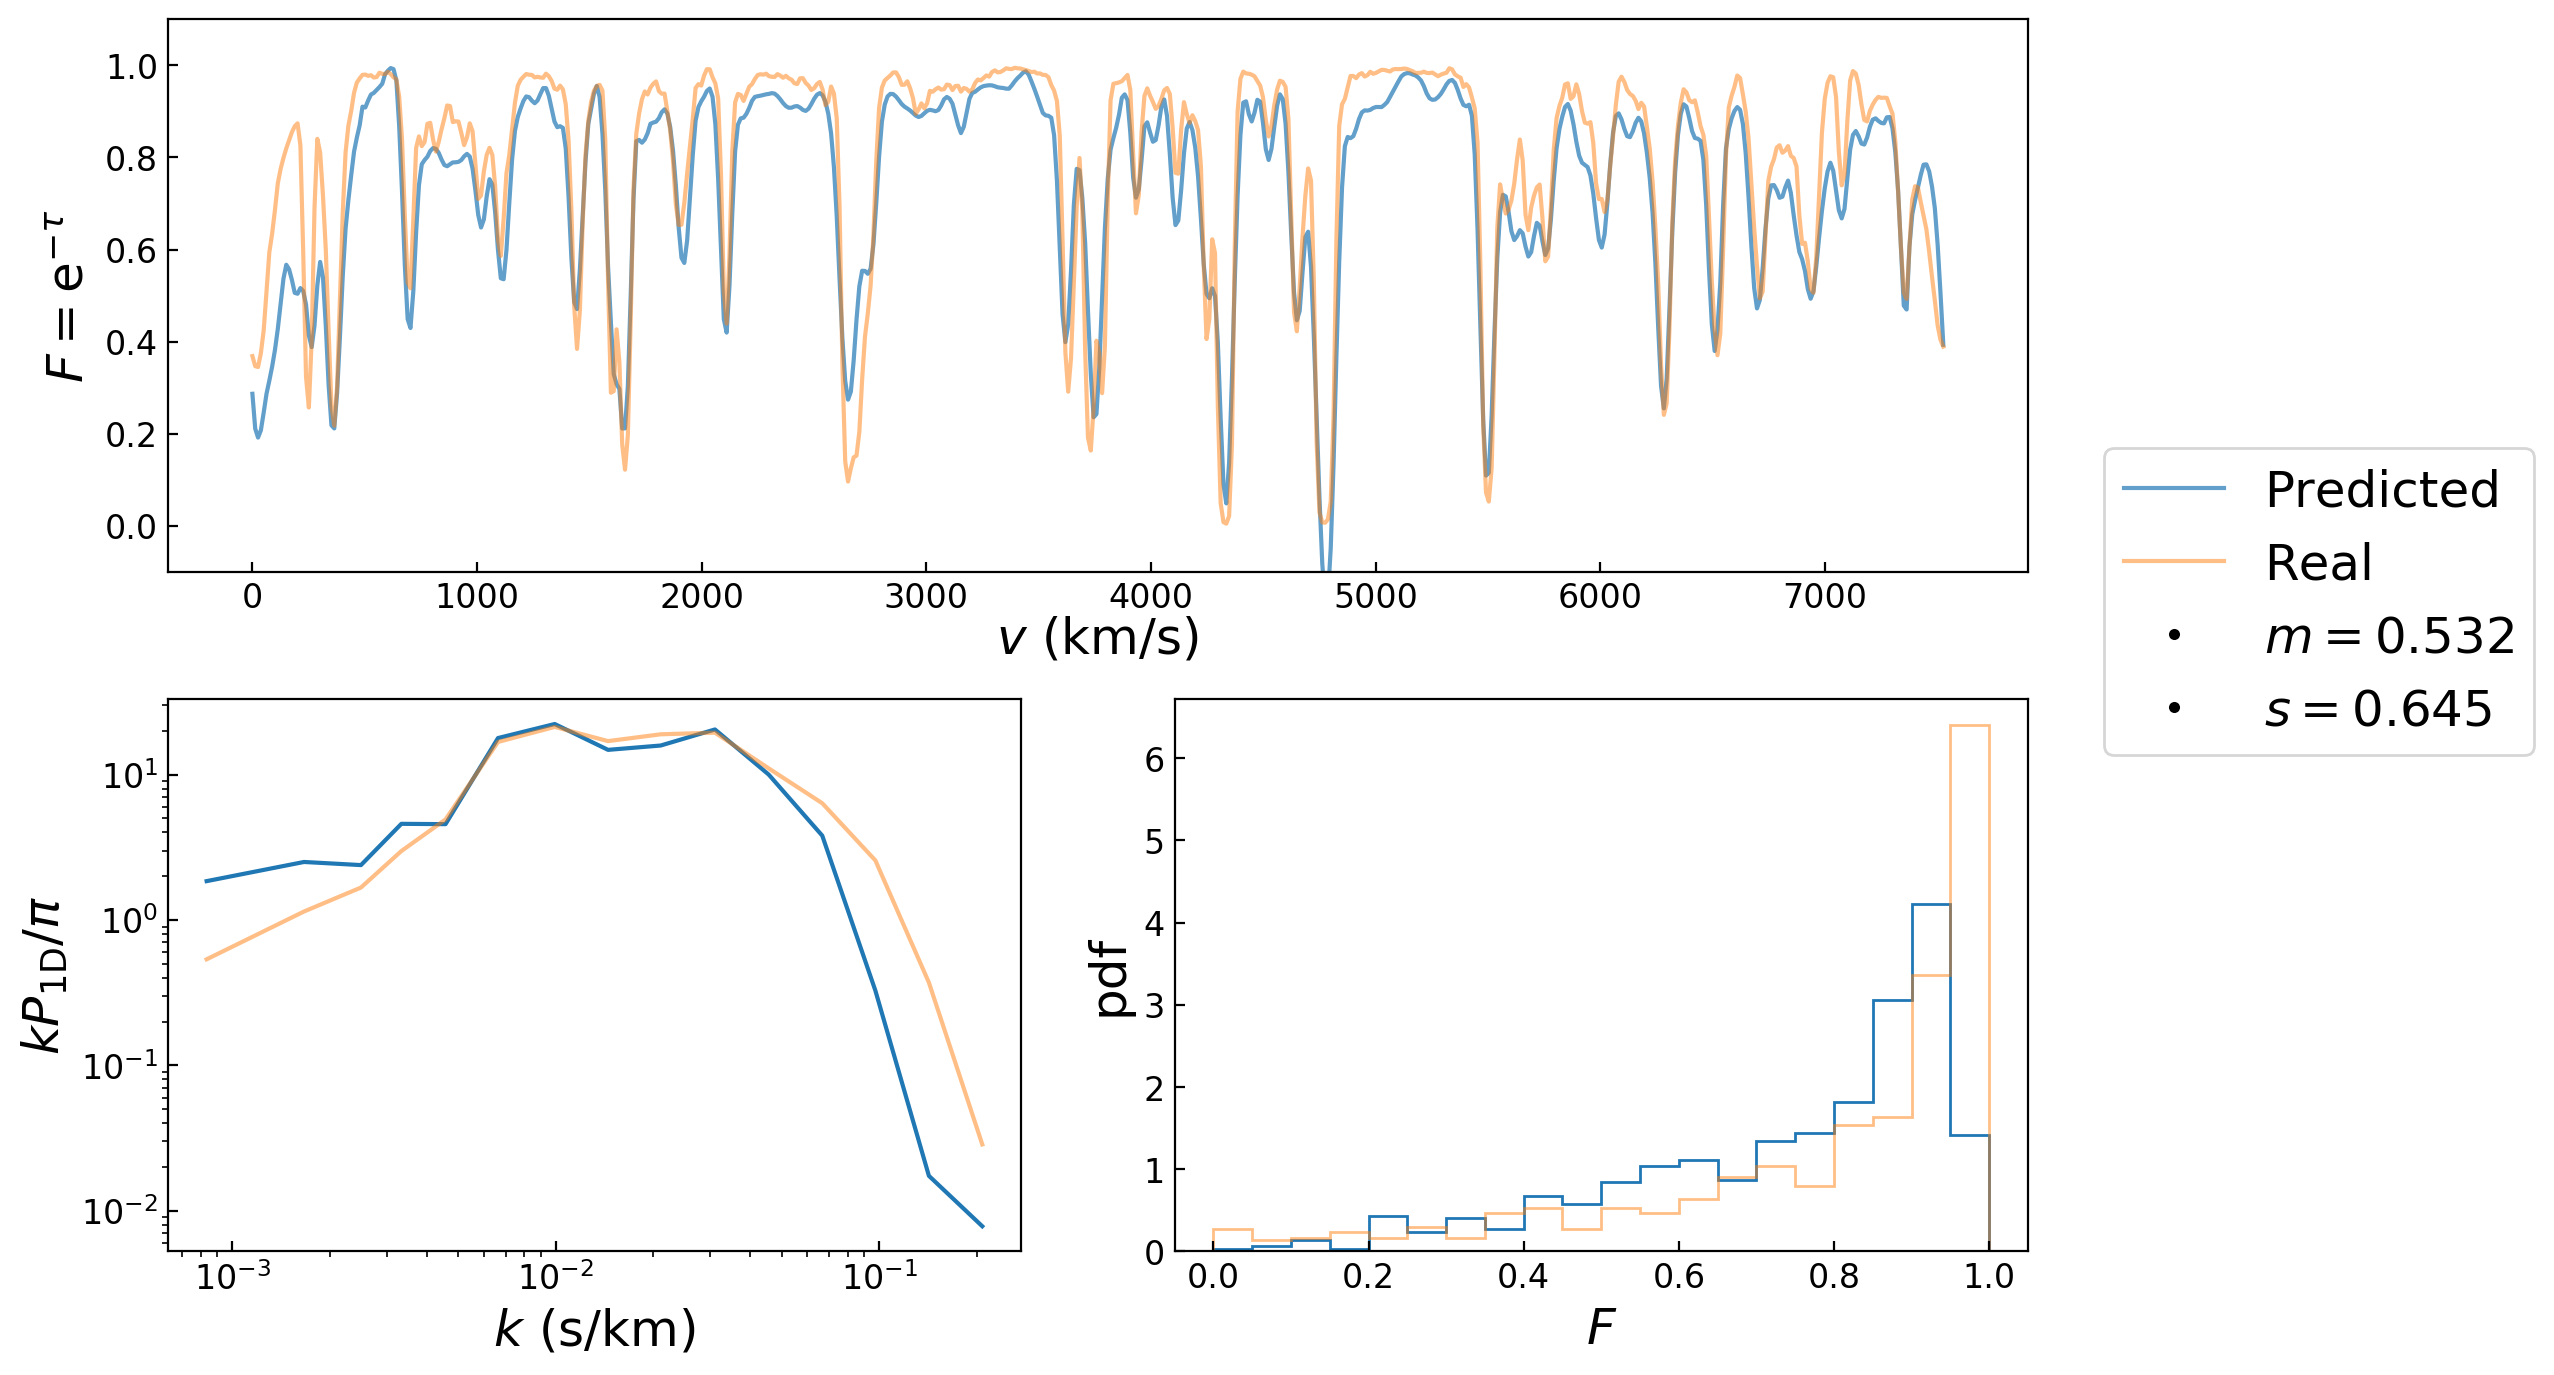 F = e^{−τ}
1.0
0.8
0.6
0.4
0.2
0.0
0 1000 2000 3000 4000 5000 6000 7000
v (km/s)
Predicted
Real
m = 0.532
s = 0.645
kP_{1D}/π
10^1
10^0
10^{−1}
10^{−2}
10^{−3} 10^{−2} 10^{−1}
k (s/km)
pdf
6
5
4
3
2
1
0
0.0 0.2 0.4 0.6 0.8 1.0
F